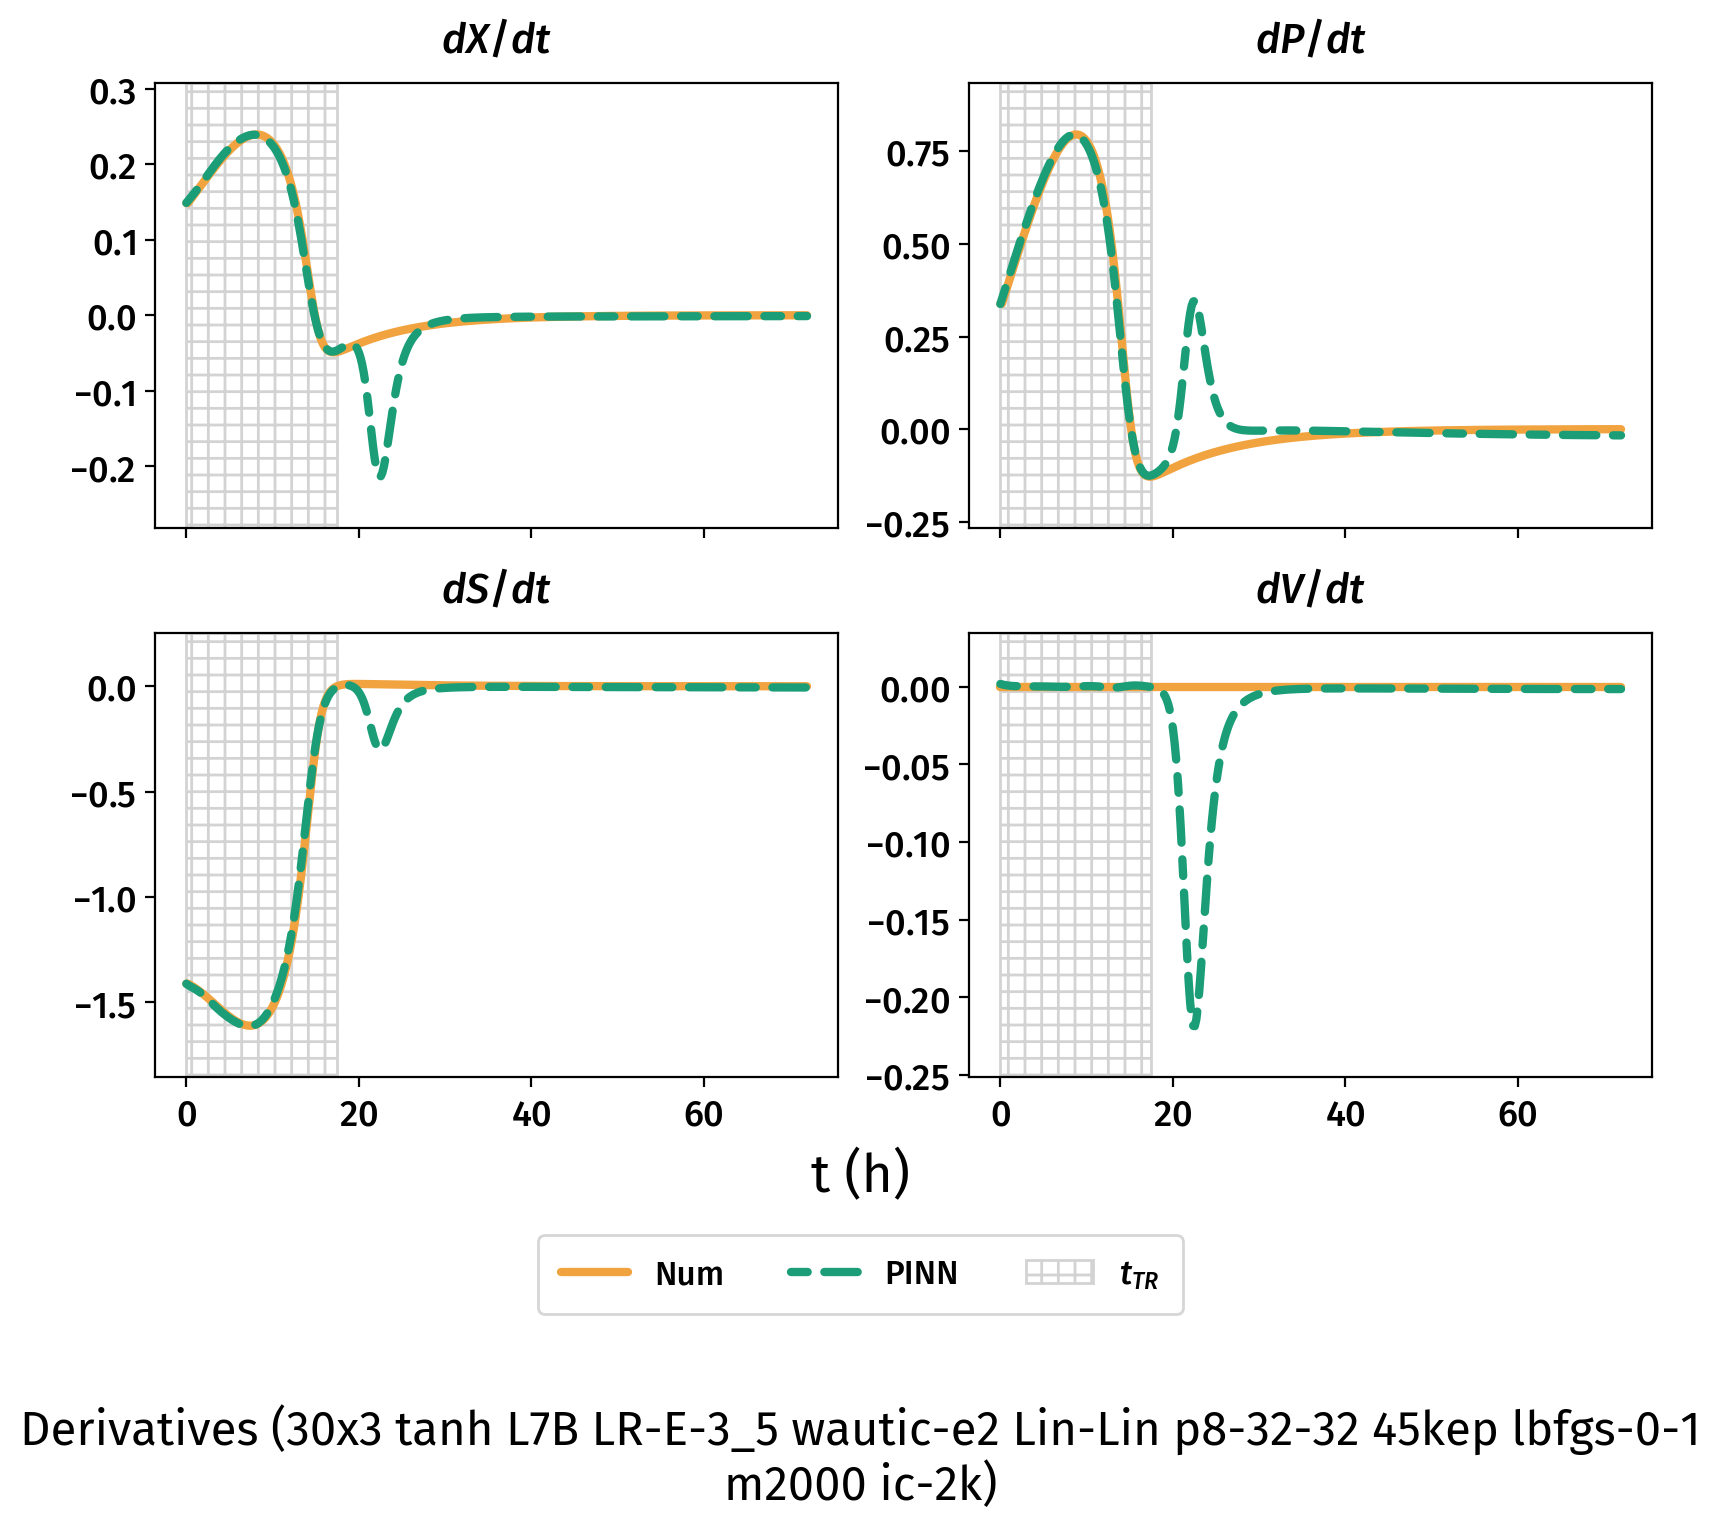 dX/dt
dP/dt
0.3
0.2
0.1
0.0
−0.1
−0.2
0.75
0.50
0.25
0.00
−0.25
dS/dt
dV/dt
0.0
−0.5
−1.0
−1.5
0.00
−0.05
−0.10
−0.15
−0.20
−0.25
0 20 40 60
0 20 40 60
t (h)
Num PINN t_TR
Derivatives (30x3 tanh L7B LR-E-3_5 wautic-e2 Lin-Lin p8-32-32 45kep lbfgs-0-1
m2000 ic-2k)